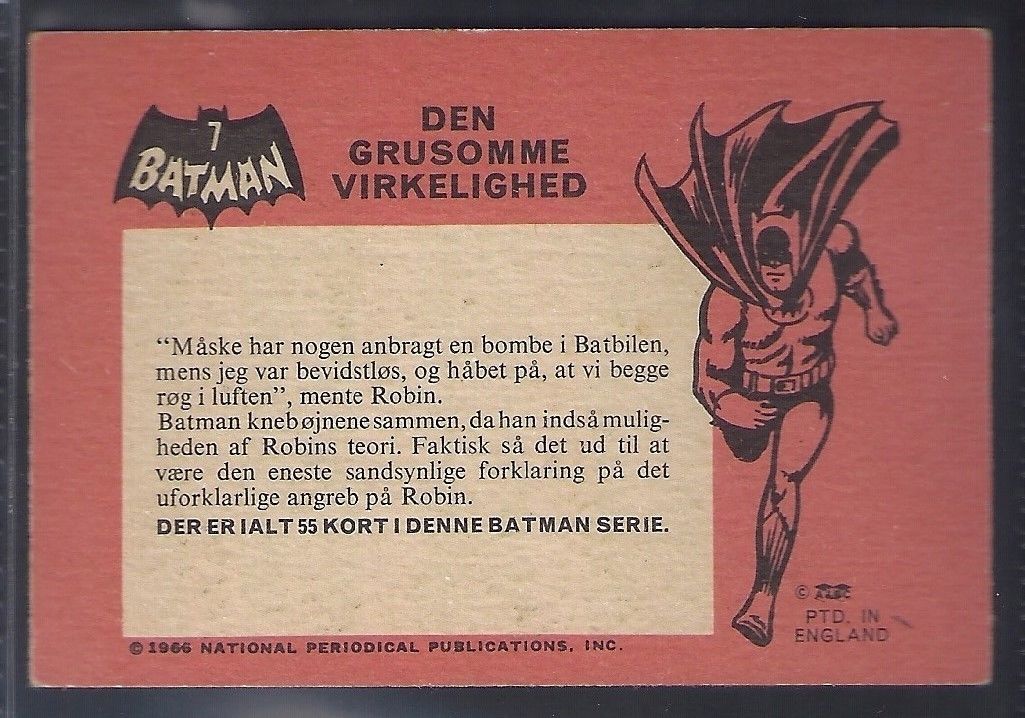 7
BATMAN
DEN
GRUSOMME
VIRKELIGHED
“Måske har nogen anbragt en bombe i Batbilen,
mens jeg var bevidstløs, og håbet på, at vi begge
røg i luften”, mente Robin.
Batman kneb øjnene sammen, da han indså mulig-
heden af Robins teori. Faktisk så det ud til at
være den eneste sandsynlige forklaring på det
uforklarlige angreb på Robin.
DER ER IALT 55 KORT I DENNE BATMAN SERIE.
©
PTD. IN
ENGLAND
© 1966 NATIONAL PERIODICAL PUBLICATIONS, INC.